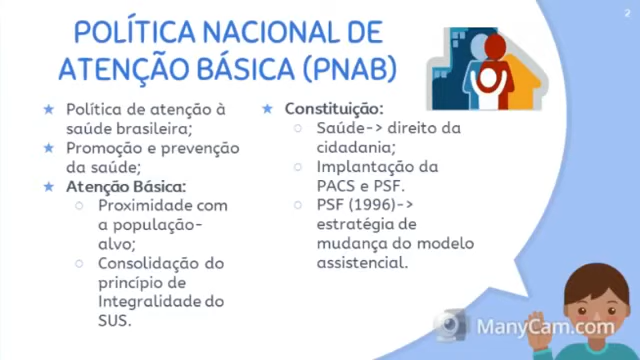 2
POLÍTICA NACIONAL DE
ATENÇÃO BÁSICA (PNAB)
Política de atenção à
saúde brasileira;
Promoção e prevenção
da saúde;
Atenção Básica:
Proximidade com
a população-
alvo;
Consolidação do
princípio de
Integralidade do
SUS.
Constituição:
Saúde-> direito da
cidadania;
Implantação da
PACS e PSF.
PSF (1996)->
estratégia de
mudança do modelo
assistencial.
ManyCam.com